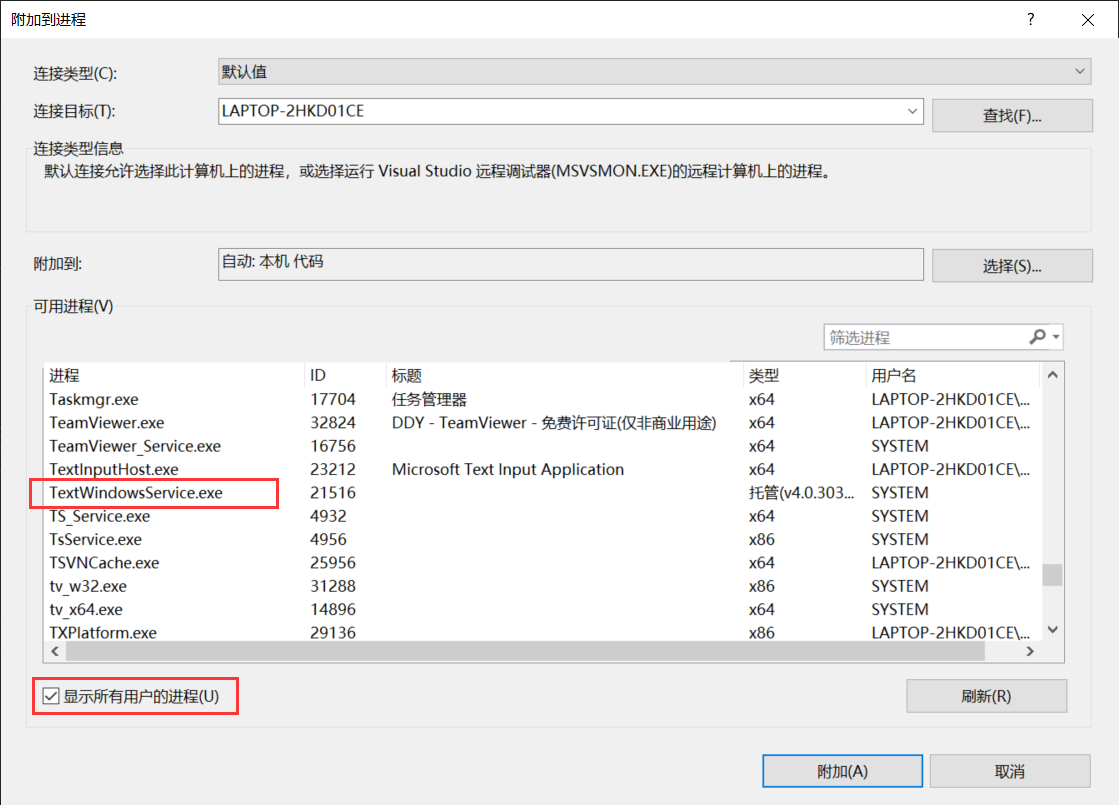 附加到进程
连接类型(C): 默认值
连接目标(T): LAPTOP-2HKD01CE 查找(F)...
连接类型信息
默认连接允许选择此计算机上的进程，或选择运行 Visual Studio 远程调试器(MSVSMON.EXE)的远程计算机上的进程。
附加到: 自动: 本机 代码 选择(S)...
可用进程(V)
筛选进程
进程 ID 标题 类型 用户名
Taskmgr.exe 17704 任务管理器 x64 LAPTOP-2HKD01CE\...
TeamViewer.exe 32824 DDY - TeamViewer - 免费许可证(仅非商业用途) x64 LAPTOP-2HKD01CE\...
TeamViewer_Service.exe 16756 x64 SYSTEM
TextInputHost.exe 23212 Microsoft Text Input Application x64 LAPTOP-2HKD01CE\...
TextWindowsService.exe 21516 托管(v4.0.303... SYSTEM
TS_Service.exe 4932 x64 SYSTEM
TsService.exe 4956 x86 SYSTEM
TSVNCache.exe 25956 x64 LAPTOP-2HKD01CE\...
tv_w32.exe 31288 x86 SYSTEM
tv_x64.exe 14896 x64 SYSTEM
TXPlatform.exe 29136 x86 LAPTOP-2HKD01CE\...
显示所有用户的进程(U) 刷新(R)
附加(A) 取消